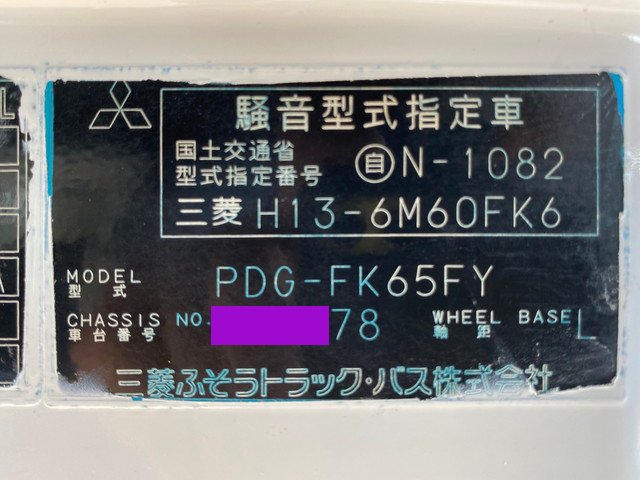 騒音型式指定車
国土交通省
型式指定番号 自N-1082
三菱 H13-6M60FK6
MODEL
型式 PDG-FK65FY
CHASSIS NO. 78 WHEEL BASE L
車台番号 軸距
三菱ふそうトラック・バス株式会社
L
A